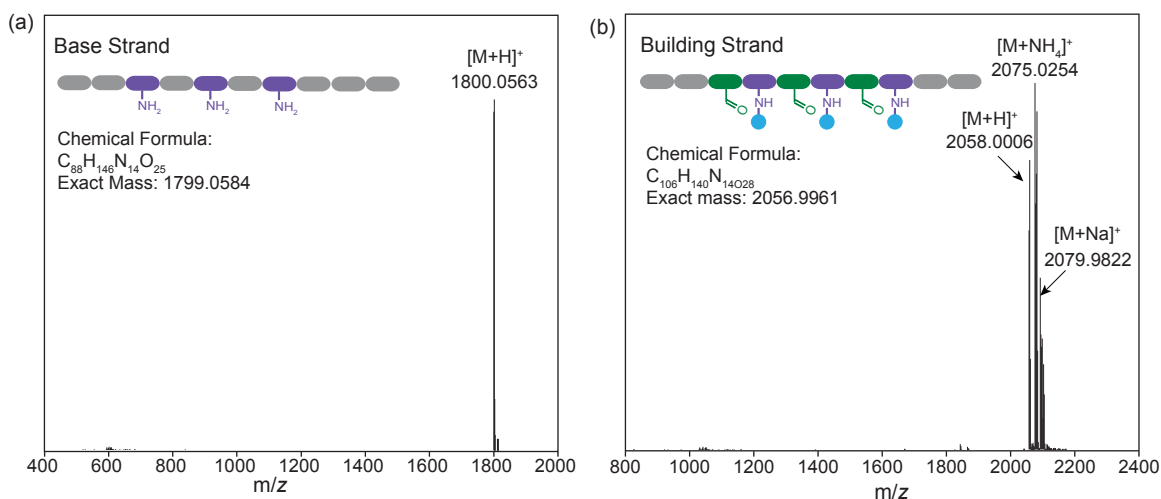 (a)
Base Strand
NH₂
NH₂
NH₂
Chemical Formula:
C₈₈H₁₄₆N₁₄O₂₅
Exact Mass: 1799.0584
[M+H]⁺
1800.0563
400 600 800 1000 1200 1400 1600 1800 2000
m/z
(b)
Building Strand
NH NH NH
O O O
Chemical Formula:
C₁₀₆H₁₄₀N₁₄O₂₈
Exact mass: 2056.9961
[M+NH₄]⁺
2075.0254
[M+H]⁺
2058.0006
[M+Na]⁺
2079.9822
800 1000 1200 1400 1600 1800 2000 2200 2400
m/z